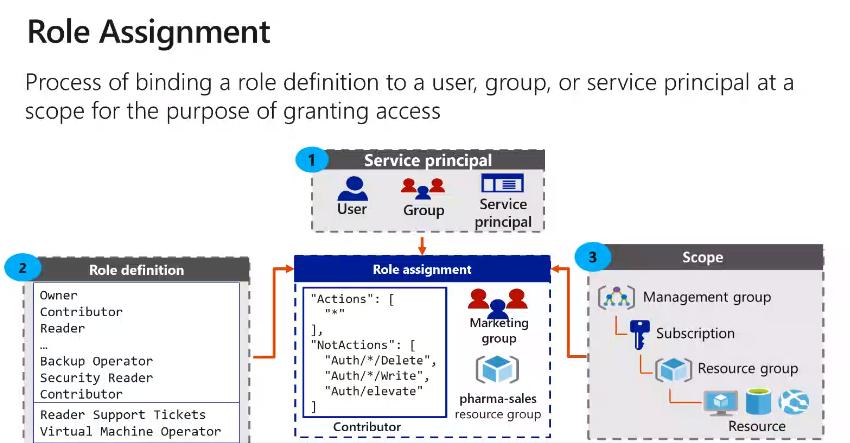 Role Assignment
Process of binding a role definition to a user, group, or service principal at a
scope for the purpose of granting access
1
Service principal
User
Group
Service
principal
2
Role definition
Owner
Contributor
Reader
…
Backup Operator
Security Reader
Contributor
Reader Support Tickets
Virtual Machine Operator
Role assignment
"Actions": [
"*"
],
"NotActions": [
"Auth/*/Delete",
"Auth/*/Write",
"Auth/elevate"
]
Contributor
Marketing
group
pharma-sales
resource group
3
Scope
Management group
Subscription
Resource group
Resource